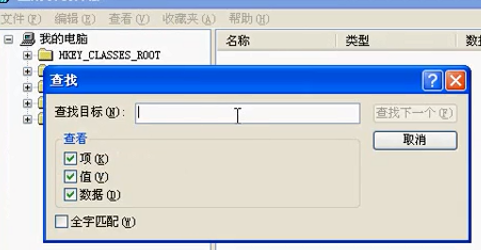 文件(F) 编辑(E) 查看(V) 收藏夹(A) 帮助(H)
我的电脑
名称 类型 数据
HKEY_CLASSES_ROOT
查找
查找目标(N): 查找下一个(F)
取消
查看
项(K)
值(V)
数据(D)
全字匹配(W)